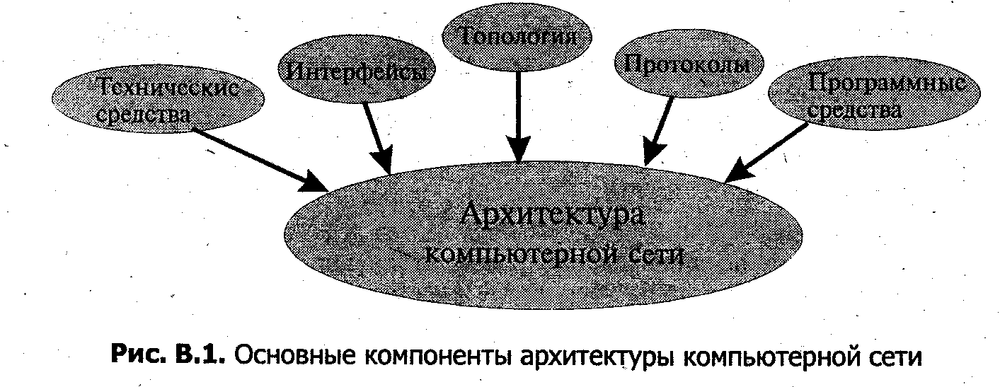 Технические
средства
Интерфейсы
Топология
Протоколы
Программные
средства
Архитектура
компьютерной сети
Рис. В.1. Основные компоненты архитектуры компьютерной сети